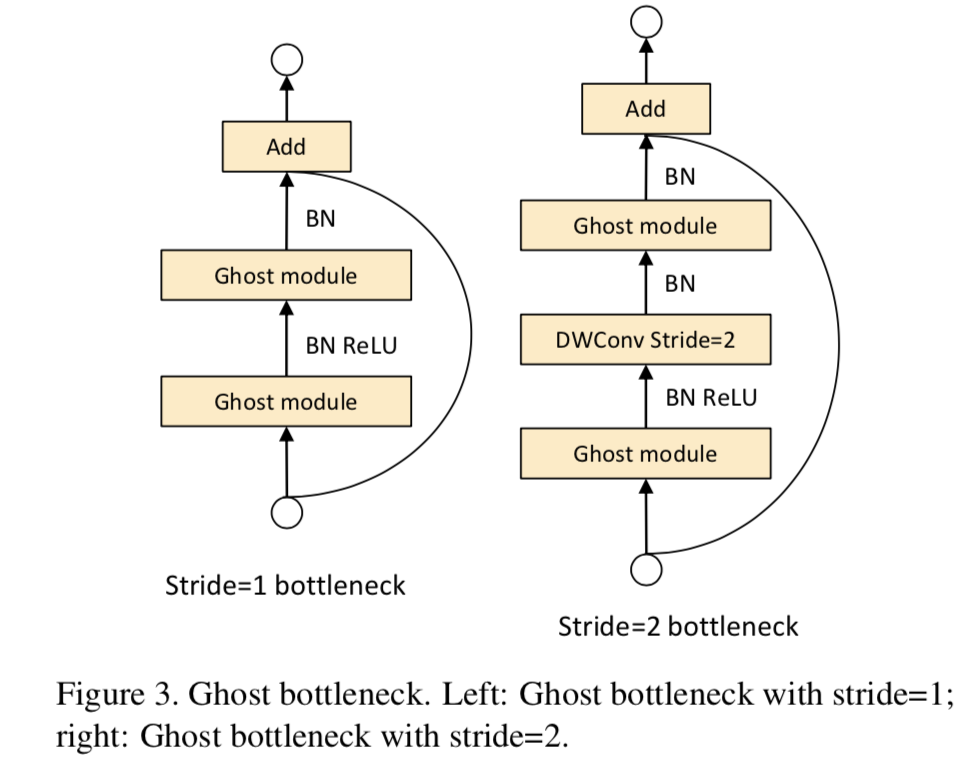 Add
BN
Ghost module
BN ReLU
Ghost module
Stride=1 bottleneck
Add
BN
Ghost module
BN
DWConv Stride=2
BN ReLU
Ghost module
Stride=2 bottleneck
Figure 3. Ghost bottleneck. Left: Ghost bottleneck with stride=1;
right: Ghost bottleneck with stride=2.